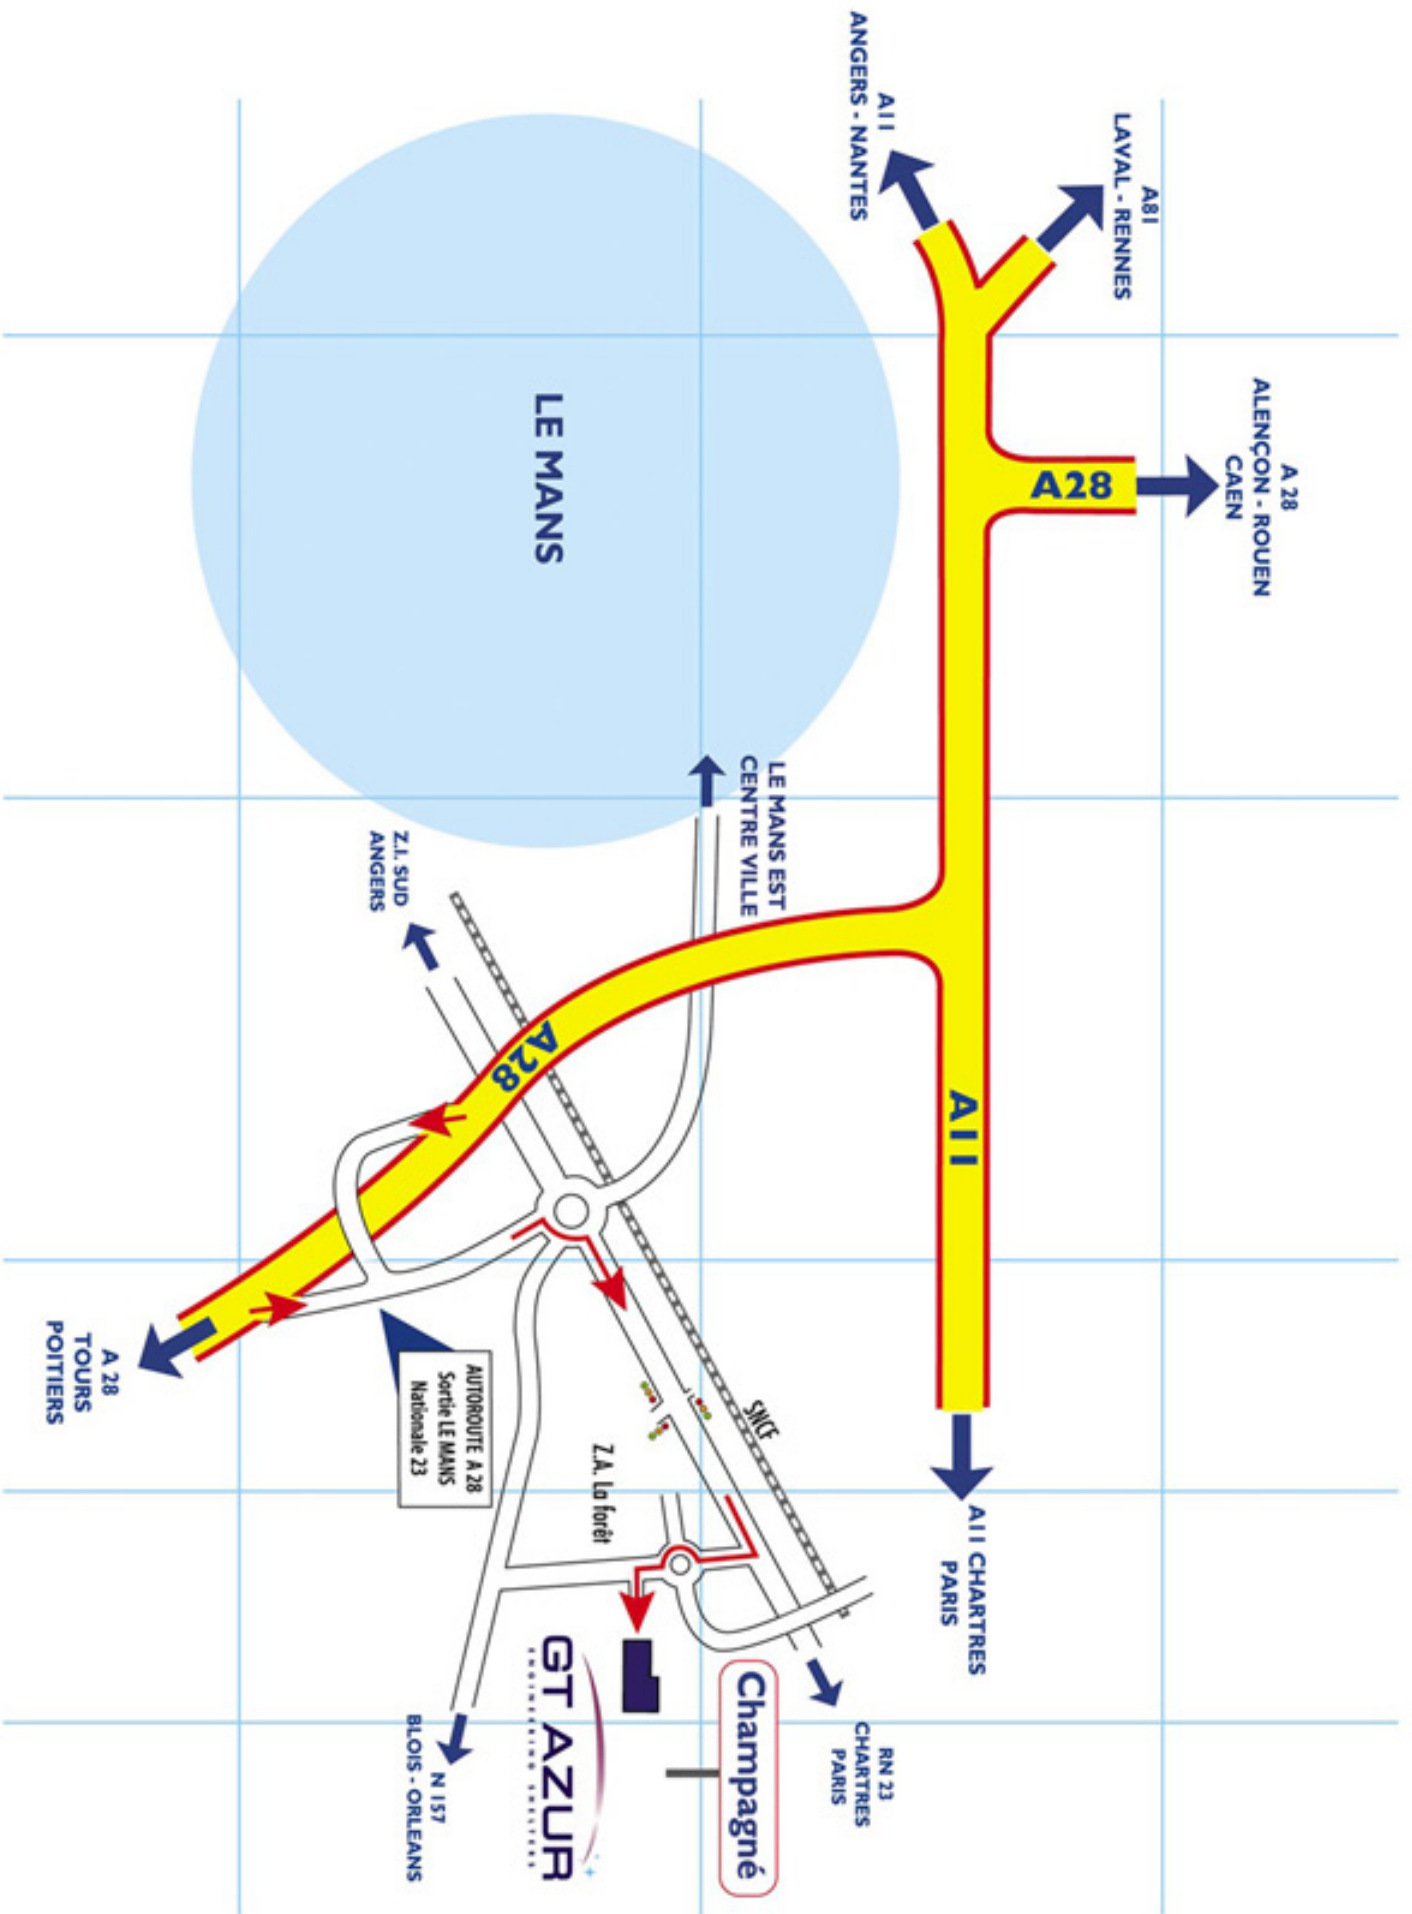 A 28
ALENÇON - ROUEN
CAEN
A81
LAVAL - RENNES
A11
ANGERS - NANTES
A28
A11
A11 CHARTRES
PARIS
LE MANS
LE MANS EST
CENTRE VILLE
RN 23
CHARTRES
PARIS
SNCF
Champagné
A28
Z.A. La forêt
GT AZUR
ENGINEERING SHELTERS
Z.I. SUD
ANGERS
AUTOROUTE A 28
Sortie LE MANS
Nationale 23
N 157
BLOIS - ORLEANS
A 28
TOURS
POITIERS